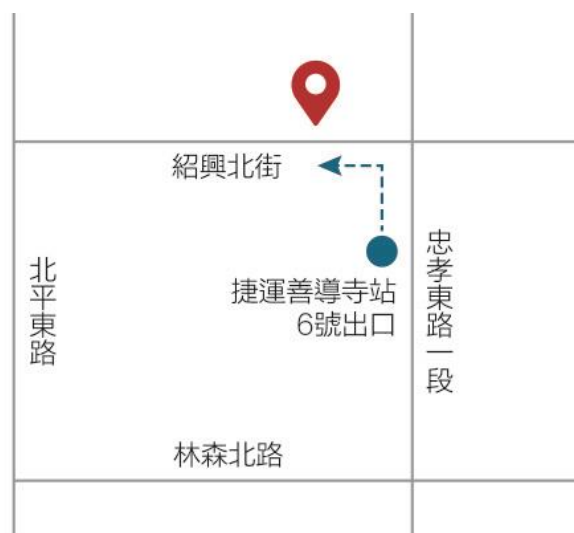 紹興北街
北平東路
捷運善導寺站
6號出口
忠孝東路一段
林森北路